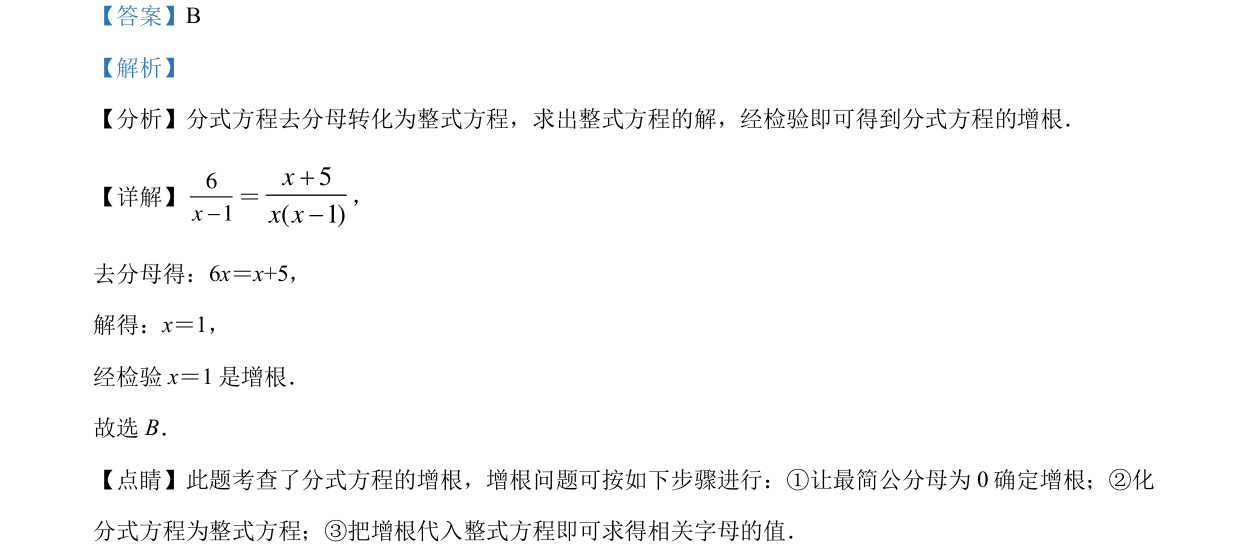 【答案】B
【解析】
【分析】分式方程去分母转化为整式方程，求出整式方程的解，经检验即可得到分式方程的增根．
【详解】$\frac{6}{x-1}=\frac{x+5}{x(x-1)}$，
去分母得：6x＝x+5，
解得：x＝1，
经检验 x＝1 是增根．
故选 B．
【点睛】此题考查了分式方程的增根，增根问题可按如下步骤进行：①让最简公分母为 0 确定增根；②化
分式方程为整式方程；③把增根代入整式方程即可求得相关字母的值．